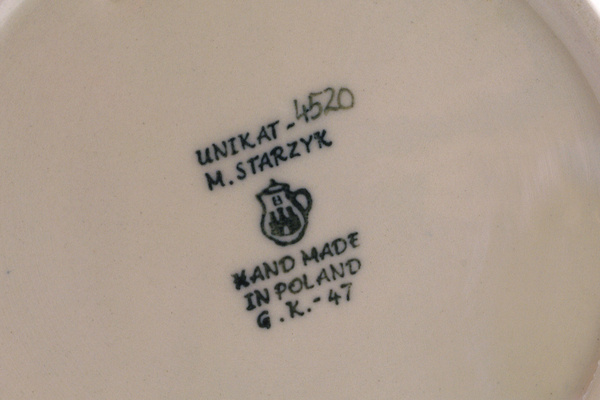 UNIKAT-4520
M. STARZYK
HAND MADE
IN POLAND
G.K.-47